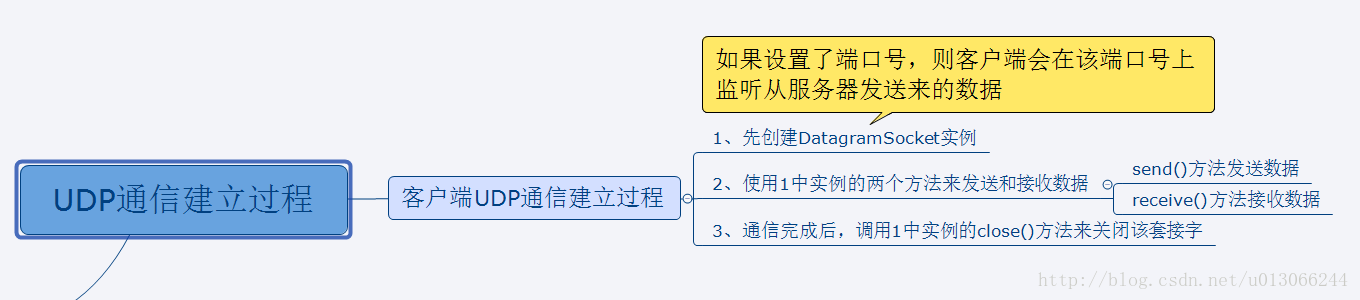 如果设置了端口号，则客户端会在该端口号上
监听从服务器发送来的数据
1、先创建DatagramSocket实例
UDP通信建立过程
客户端UDP通信建立过程
2、使用1中实例的两个方法来发送和接收数据
send()方法发送数据
receive()方法接收数据
3、通信完成后，调用1中实例的close()方法来关闭该套接字
http://blog.csdn.net/u013066244